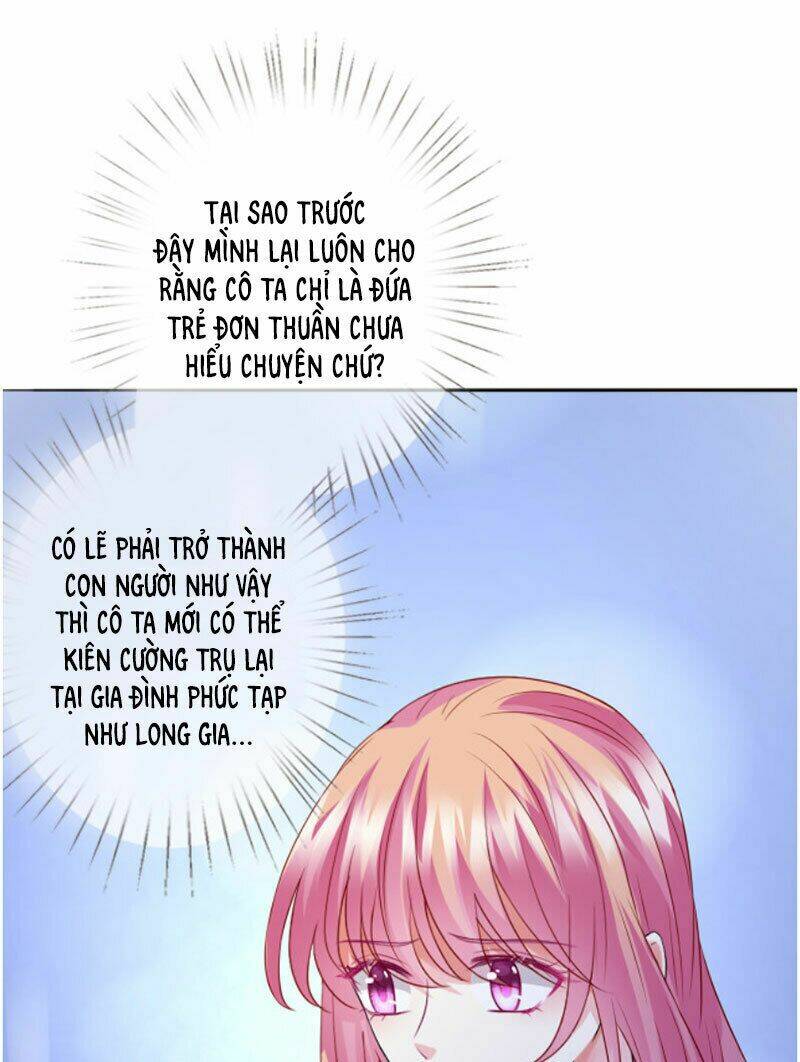 TẠI SAO TRƯỚC
ĐÂY MÌNH LẠI LUÔN CHO
RẰNG CÔ TA CHỈ LÀ ĐỨA
TRẺ ĐƠN THUẦN CHƯA
HIỂU CHUYỆN CHỨ?
CÓ LẼ PHẢI TRỞ THÀNH
CON NGƯỜI NHƯ VẬY
THÌ CÔ TA MỚI CÓ THỂ
KIÊN CƯỜNG TRỤ LẠI
TẠI GIA ĐÌNH PHỨC TẠP
NHƯ LONG GIA...